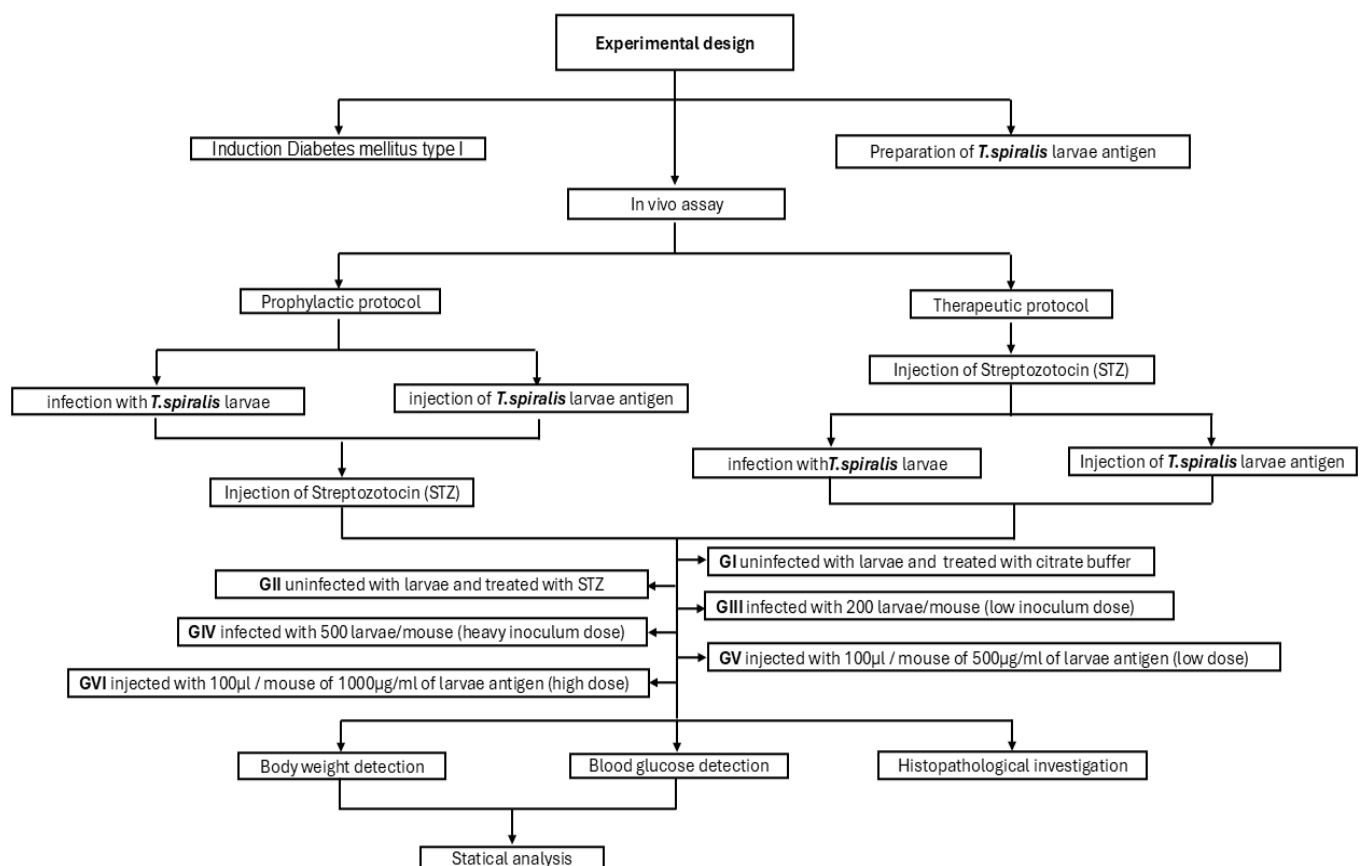 Experimental design
Induction Diabetes mellitus type I
Preparation of T.spiralis larvae antigen
In vivo assay
Prophylactic protocol
Therapeutic protocol
Injection of Streptozotocin (STZ)
infection with T.spiralis larvae
injection of T.spiralis larvae antigen
infection withT.spiralis larvae
Injection of T.spiralis larvae antigen
Injection of Streptozotocin (STZ)
GI uninfected with larvae and treated with citrate buffer
GII uninfected with larvae and treated with STZ
GIII infected with 200 larvae/mouse (low inoculum dose)
GIV infected with 500 larvae/mouse (heavy inoculum dose)
GV injected with 100µl / mouse of 500µg/ml of larvae antigen (low dose)
GVI injected with 100µl / mouse of 1000µg/ml of larvae antigen (high dose)
Body weight detection
Blood glucose detection
Histopathological investigation
Statical analysis